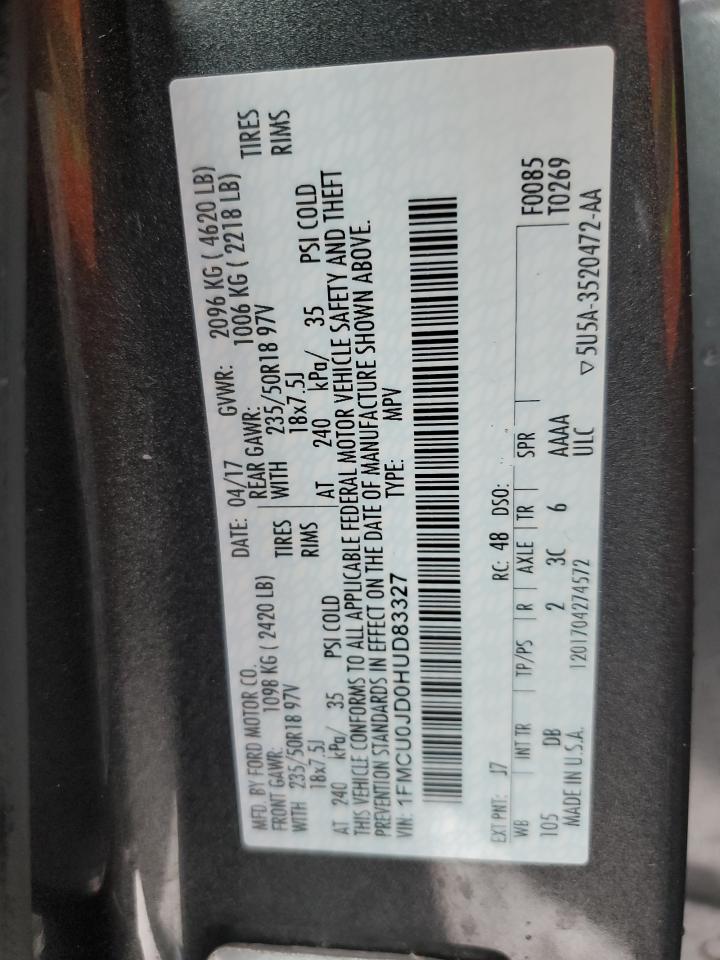 MFD. BY FORD MOTOR CO. DATE: 04/17 GVWR: 2096 KG ( 4620 LB)
FRONT GAWR: 1098 KG ( 2420 LB) REAR GAWR: 1006 KG ( 2218 LB)
WITH 235/50R18 97V TIRES WITH 235/50R18 97V TIRES
18x7.5J RIMS 18x7.5J RIMS
AT 240 kPa/ 35 PSI COLD AT 240 kPa/ 35 PSI COLD
THIS VEHICLE CONFORMS TO ALL APPLICABLE FEDERAL MOTOR VEHICLE SAFETY AND THEFT
PREVENTION STANDARDS IN EFFECT ON THE DATE OF MANUFACTURE SHOWN ABOVE.
VIN: 1FMCU0JD0HUD83327 TYPE: MPV
EXT PNT: J7 RC: 48 DSO: F0085
WB INT TR TP/PS R AXLE TR SPR T0269
105 DB 2 3C 6 AAAA
MADE IN U.S.A. 1201704274572 ULC ▽5U5A-3520472-AA